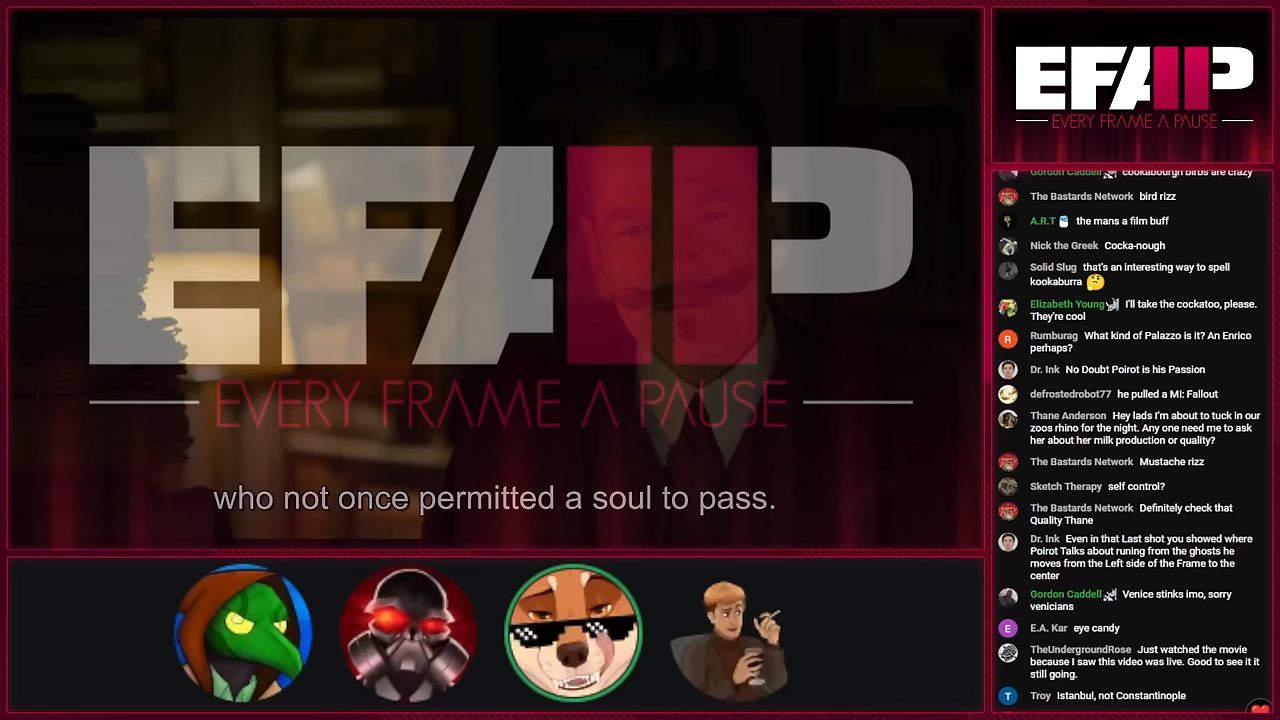 EFAP
EVERY FRAME A PAUSE
who not once permitted a soul to pass.
EFAP
EVERY FRAME A PAUSE
Gordon Caddell cookabourgh birbs are crazy
The Bastards Network bird rizz
A.R.T the mans a film buff
Nick the Greek Cocka-nough
Solid Slug that's an interesting way to spell
kookaburra
Elizabeth Young I'll take the cockatoo, please.
They're cool
R
Rumburag What kind of Palazzo is it? An Enrico
perhaps?
Dr. Ink No Doubt Poirot is his Passion
defrostedrobot77 he pulled a MI: Fallout
Thane Anderson Hey lads I'm about to tuck in our
zoos rhino for the night. Any one need me to ask
her about her milk production or quality?
The Bastards Network Mustache rizz
Sketch Therapy self control?
The Bastards Network Definitely check that
Quality Thane
Dr. Ink Even in that Last shot you showed where
Poirot Talks about runing from the ghosts he
moves from the Left side of the Frame to the
center
Gordon Caddell Venice stinks imo, sorry
venicians
E
E.A. Kar eye candy
TheUndergroundRose Just watched the movie
because I saw this video was live. Good to see it it
still going.
T
Troy Istanbul, not Constantinople